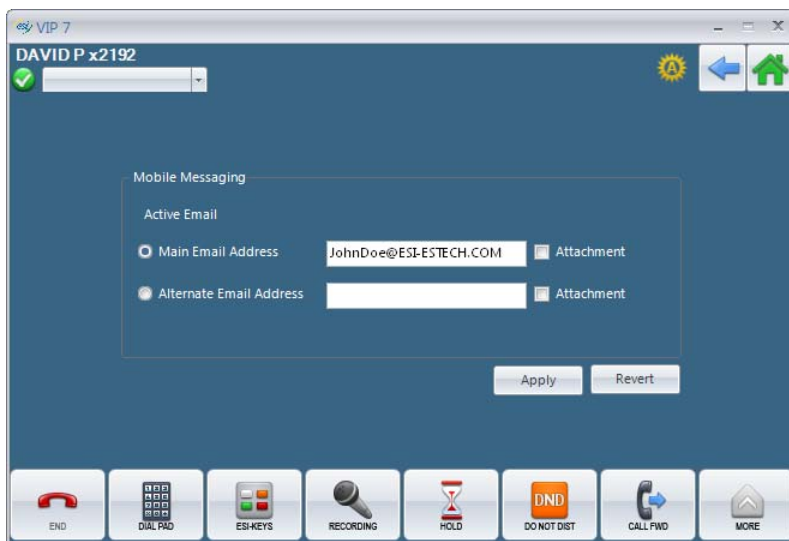 esi VIP 7
DAVID P x2192
A
Mobile Messaging
Active Email
Main Email Address JohnDoe@ESI-ESTECH.COM Attachment
Alternate Email Address Attachment
Apply Revert
DND
END DIAL PAD ESI-KEYS RECORDING HOLD DO NOT DIST CALL FWD MORE